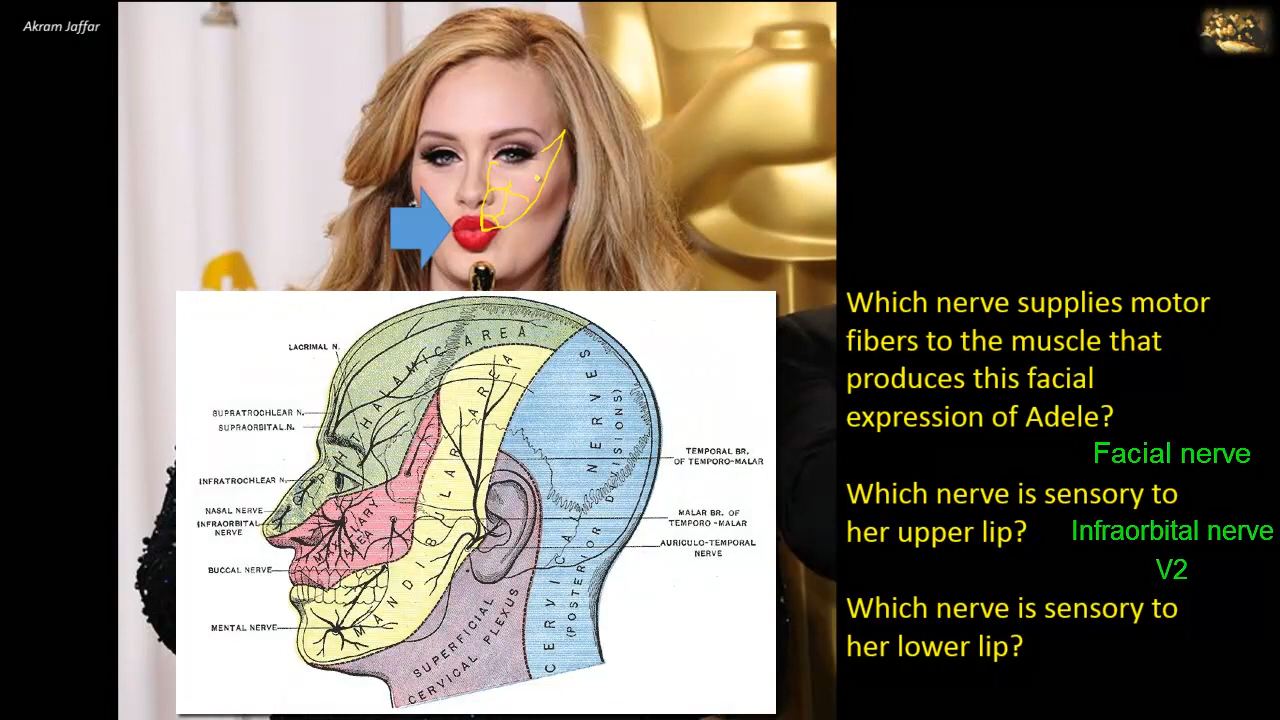 Akram Jaffar
Which nerve supplies motor
fibers to the muscle that
produces this facial
expression of Adele?
Facial nerve
Which nerve is sensory to
her upper lip?
Infraorbital nerve
V2
Which nerve is sensory to
her lower lip?
LACRIMAL N.
SUPRATROCHLEAR N.
SUPRAORBITAL N.
INFRATROCHLEAR N.
NASAL NERVE
INFRAORBITAL
NERVE
BUCCAL NERVE
MENTAL NERVE
OPHTHALMIC AREA
MAXILLARY
AREA
MANDIBULAR AREA
SUPERFICIAL
CERVICAL PLEXUS
CERVICAL NERVES
(POSTERIOR DIVISIONS)
TEMPORAL BR.
OF TEMPORO-MALAR
MALAR BR. OF
TEMPORO-MALAR
AURICULO-TEMPORAL
NERVE